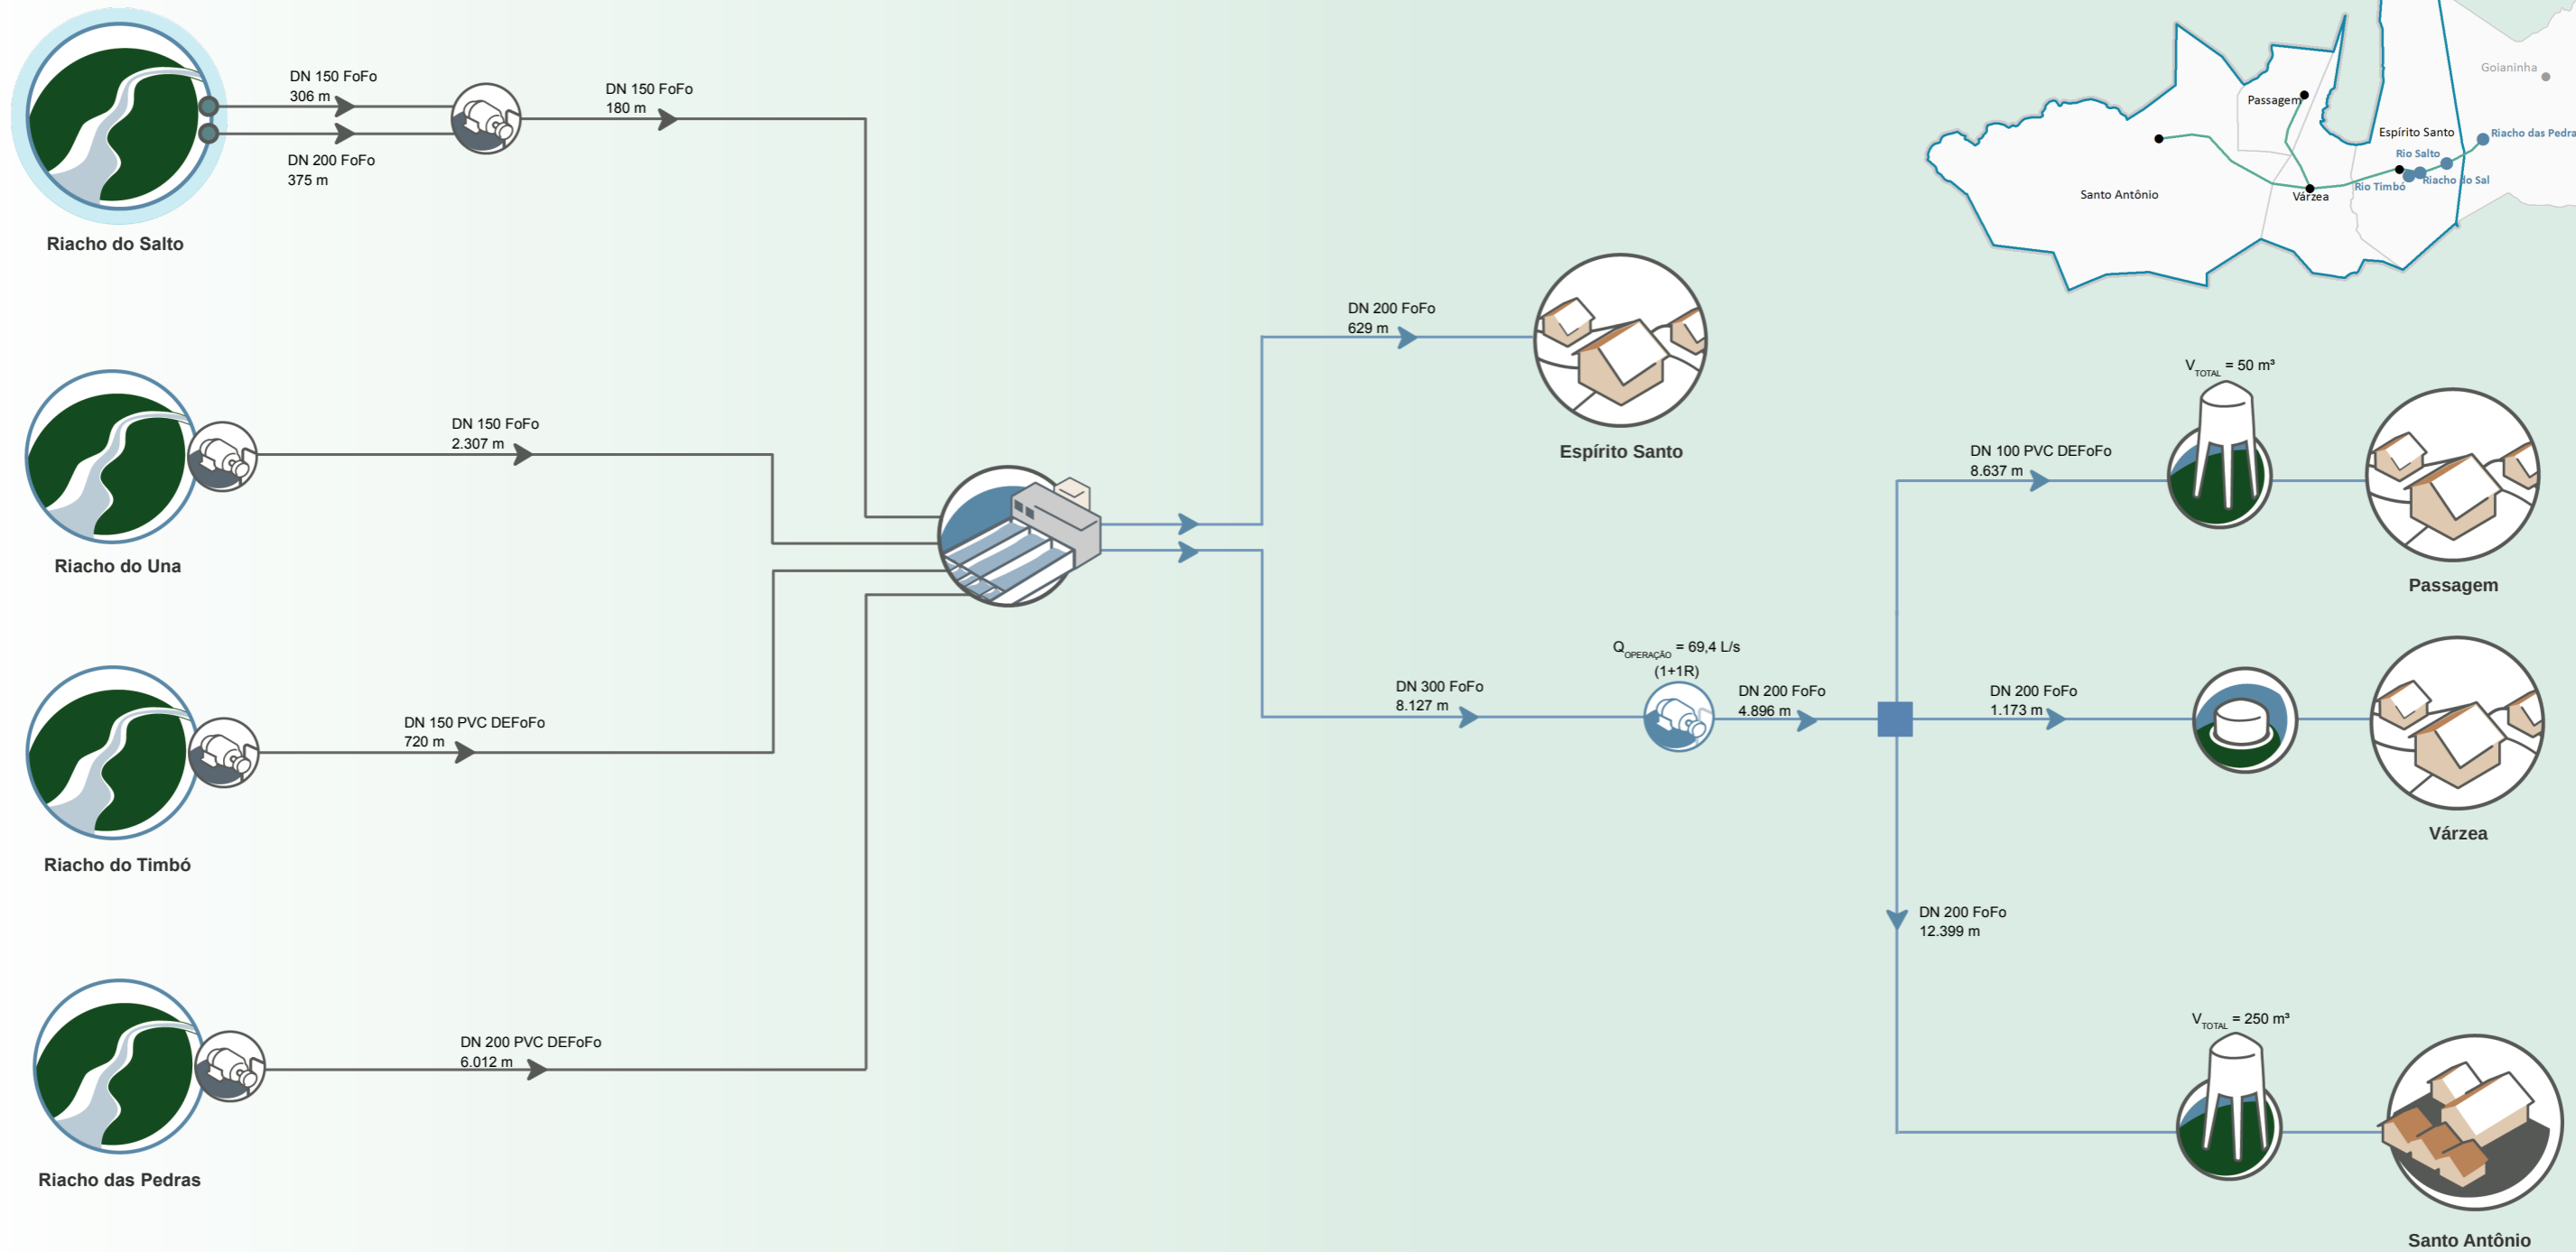 DN 150 FoFo
306 m
DN 200 FoFo
375 m
DN 150 FoFo
180 m
Riacho do Salto
DN 150 FoFo
2.307 m
Riacho do Una
DN 150 PVC DEFoFo
720 m
Riacho do Timbó
DN 200 PVC DEFoFo
6.012 m
Riacho das Pedras
DN 200 FoFo
629 m
Espírito Santo
DN 300 FoFo
8.127 m
QOPERAÇÃO = 69,4 L/s
(1+1R)
DN 200 FoFo
4.896 m
VTOTAL = 50 m³
DN 100 PVC DEFoFo
8.637 m
Passagem
DN 200 FoFo
1.173 m
Várzea
DN 200 FoFo
12.399 m
VTOTAL = 250 m³
Santo Antônio
Goianinha
Passagem
Espírito Santo
Riacho das Pedra
Rio Salto
Riacho do Sal
Rio Timbó
Santo Antônio
Várzea